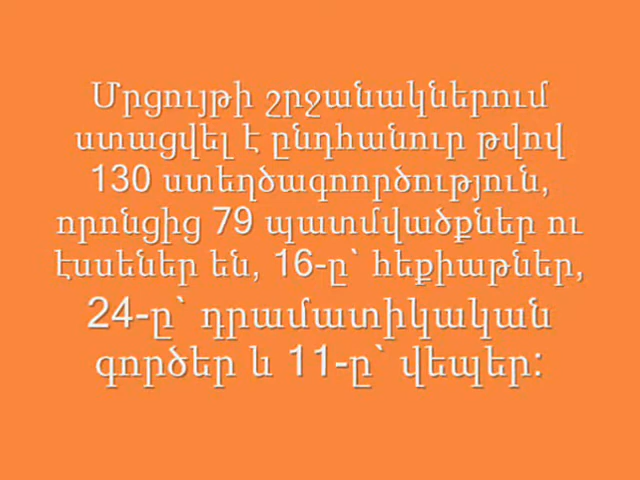 Մրցույթի շրջանակներում
ստացվել է ընդհանուր թվով
130 ստեղծագոործություն,
որոնցից 79 պատմվածքներ ու
էսսեներ են, 16-ը` հեքիաթներ,
24-ը` դրամատիկական
գործեր և 11-ը` վեպեր: